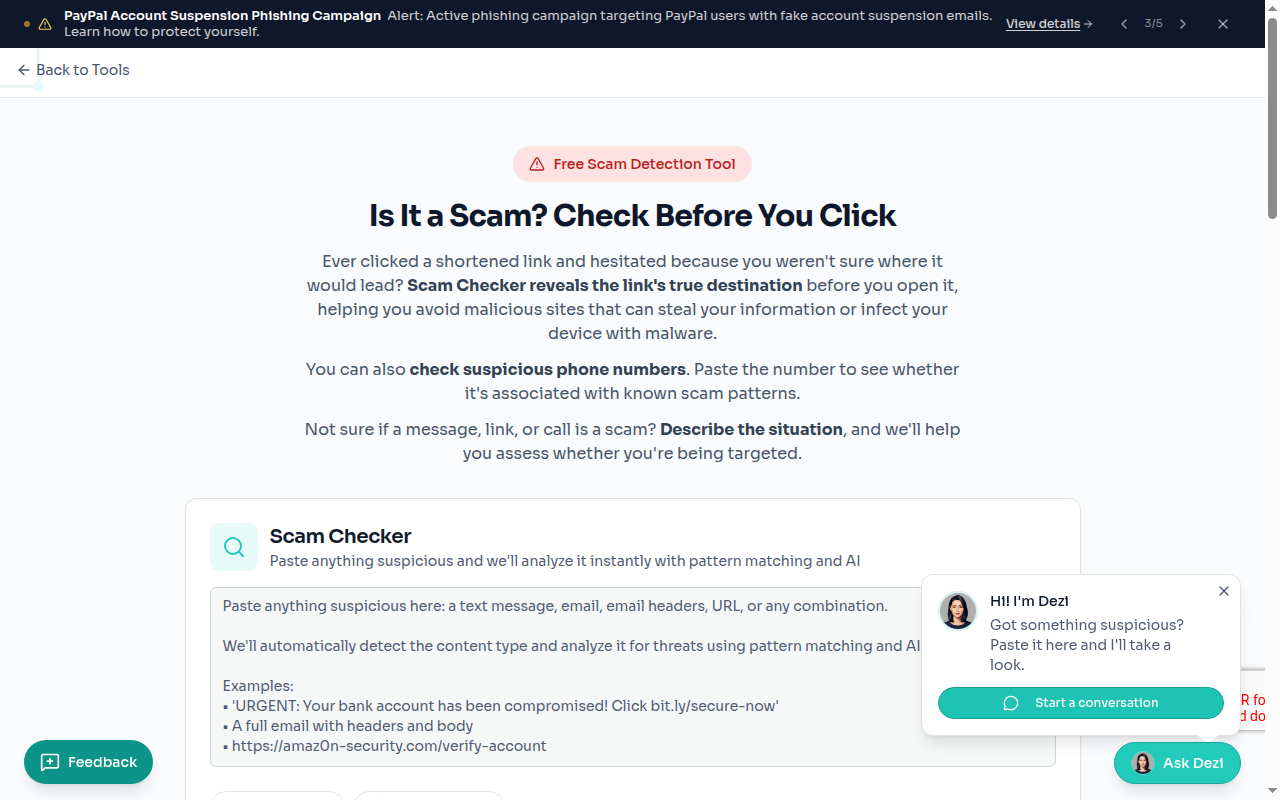 PayPal Account Suspension Phishing Campaign Alert: Active phishing campaign targeting PayPal users with fake account suspension emails.
Learn how to protect yourself.
View details →
3/5
← Back to Tools
Free Scam Detection Tool
Is It a Scam? Check Before You Click
Ever clicked a shortened link and hesitated because you weren't sure where it
would lead? Scam Checker reveals the link's true destination before you open it,
helping you avoid malicious sites that can steal your information or infect your
device with malware.
You can also check suspicious phone numbers. Paste the number to see whether
it's associated with known scam patterns.
Not sure if a message, link, or call is a scam? Describe the situation, and we'll help
you assess whether you're being targeted.
Scam Checker
Paste anything suspicious and we'll analyze it instantly with pattern matching and AI
Paste anything suspicious here: a text message, email, email headers, URL, or any combination.
We'll automatically detect the content type and analyze it for threats using pattern matching and AI
Examples:
• 'URGENT: Your bank account has been compromised! Click bit.ly/secure-now'
• A full email with headers and body
• https://amaz0n-security.com/verify-account
Hi! I'm Dezi
Got something suspicious?
Paste it here and I'll take a
look.
Start a conversation
Feedback
Ask Dezi